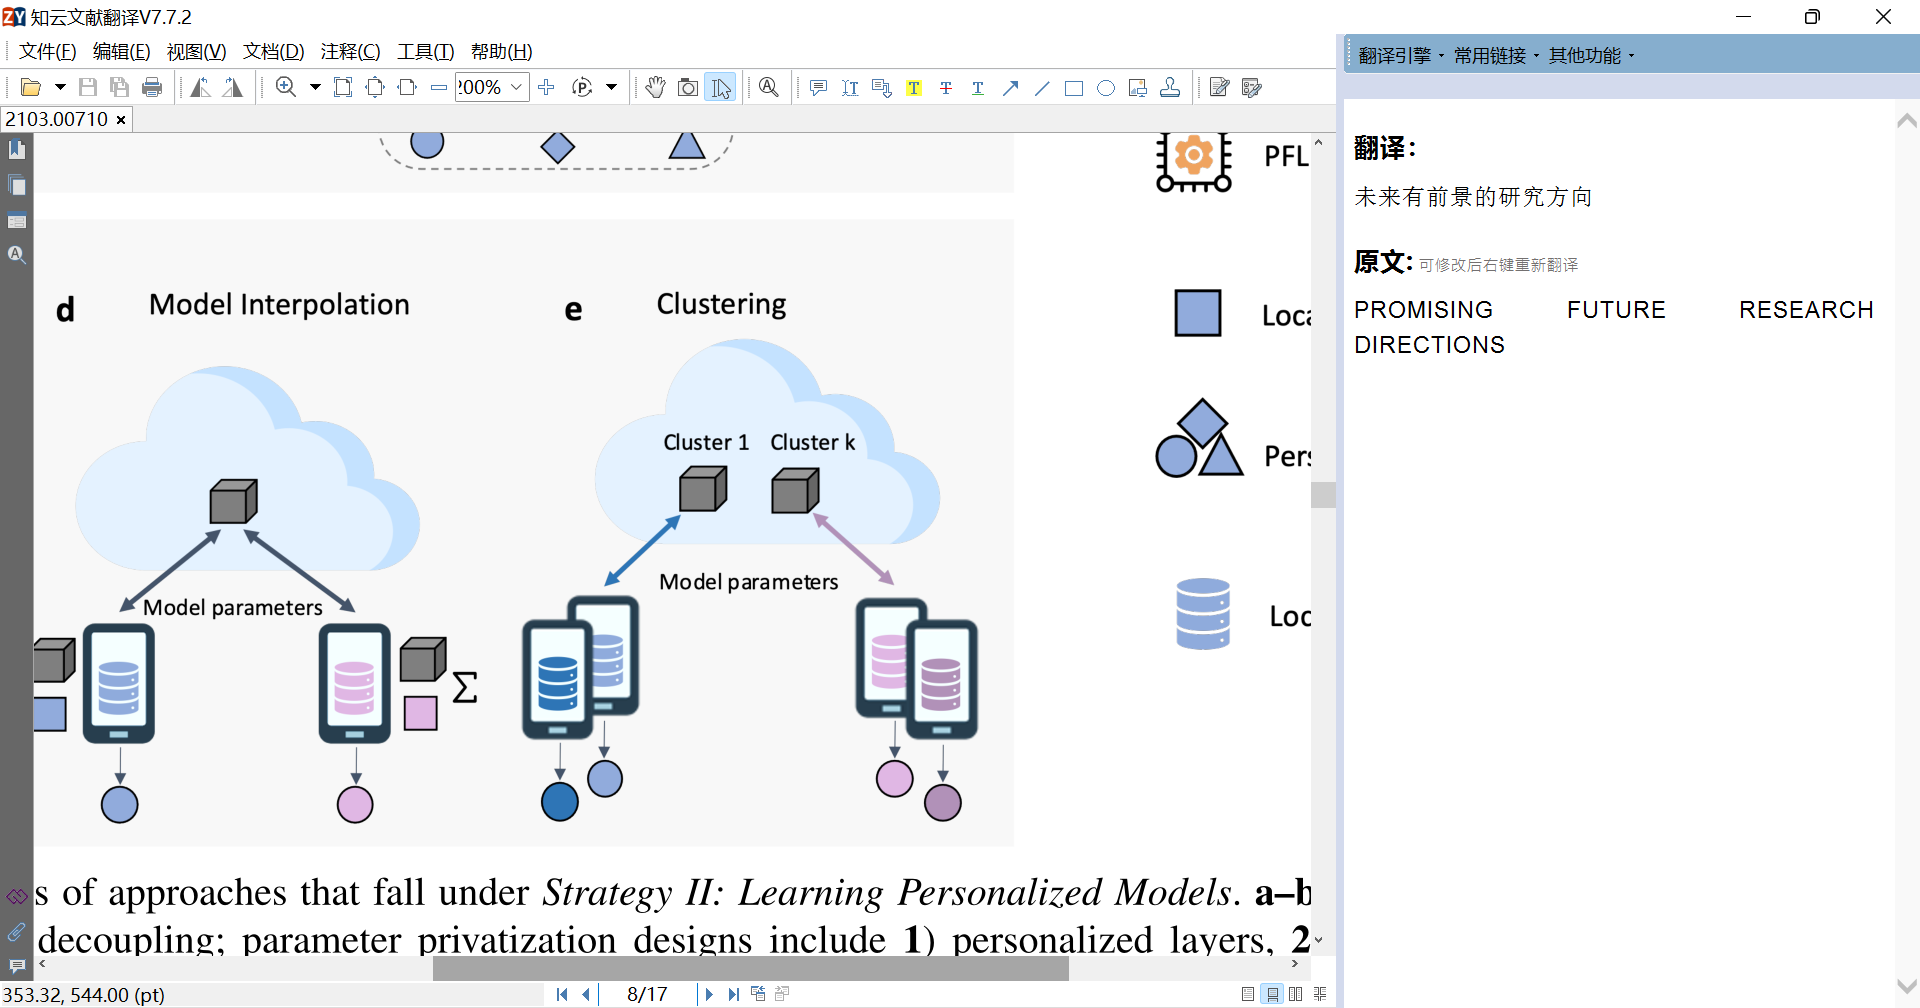 知云文献翻译V7.7.2
文件(F) 编辑(E) 视图(V) 文档(D) 注释(C) 工具(T) 帮助(H)
翻译引擎 常用链接 其他功能
200%
2103.00710
PFL
翻译：
未来有前景的研究方向
原文: 可修改后右键重新翻译
PROMISING FUTURE RESEARCH
DIRECTIONS
d Model Interpolation
e Clustering
Cluster 1 Cluster k
Model parameters
Model parameters
Σ
s of approaches that fall under Strategy II: Learning Personalized Models. a–b
decoupling; parameter privatization designs include 1) personalized layers, 2
353.32, 544.00 (pt)
8/17